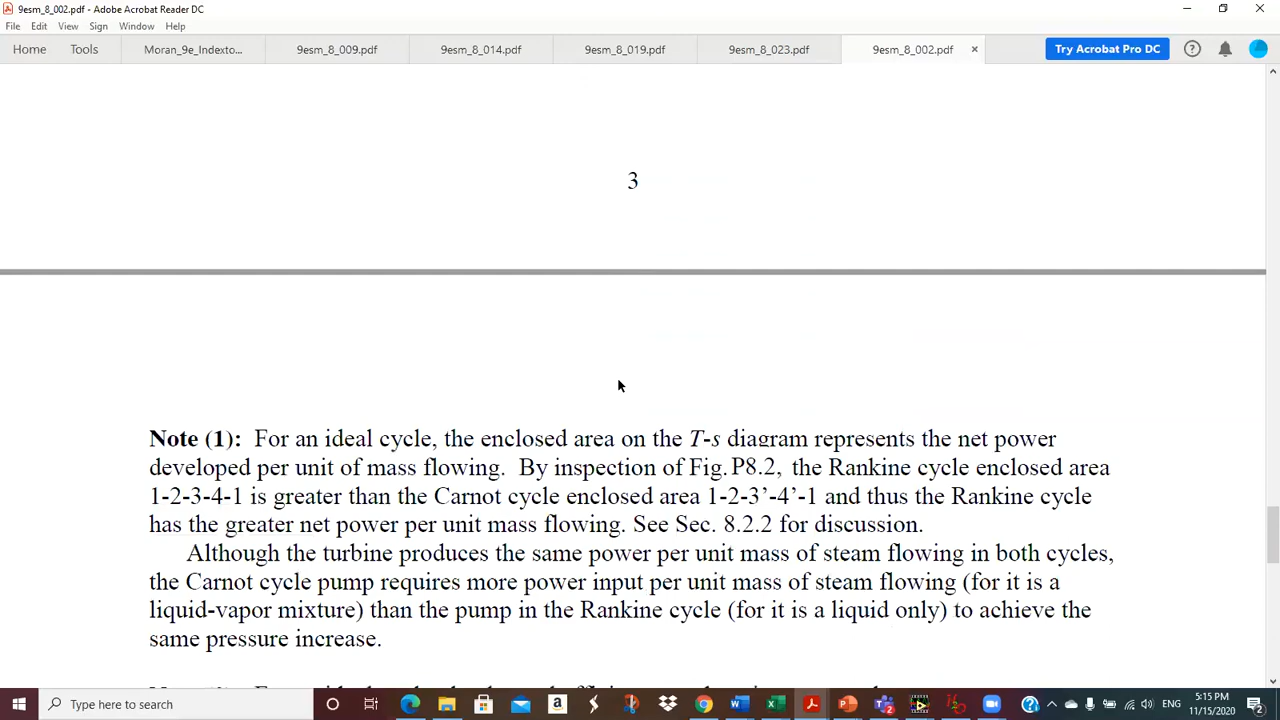 9esm_8_002.pdf - Adobe Acrobat Reader DC
File Edit View Sign Window Help
Home Tools Moran_9e_Indexto... 9esm_8_009.pdf 9esm_8_014.pdf 9esm_8_019.pdf 9esm_8_023.pdf 9esm_8_002.pdf × Try Acrobat Pro DC
3
Note (1): For an ideal cycle, the enclosed area on the T-s diagram represents the net power
developed per unit of mass flowing. By inspection of Fig. P8.2, the Rankine cycle enclosed area
1-2-3-4-1 is greater than the Carnot cycle enclosed area 1-2-3’-4’-1 and thus the Rankine cycle
has the greater net power per unit mass flowing. See Sec. 8.2.2 for discussion.
Although the turbine produces the same power per unit mass of steam flowing in both cycles,
the Carnot cycle pump requires more power input per unit mass of steam flowing (for it is a
liquid-vapor mixture) than the pump in the Rankine cycle (for it is a liquid only) to achieve the
same pressure increase.
Type here to search
ENG
5:15 PM
11/15/2020
2